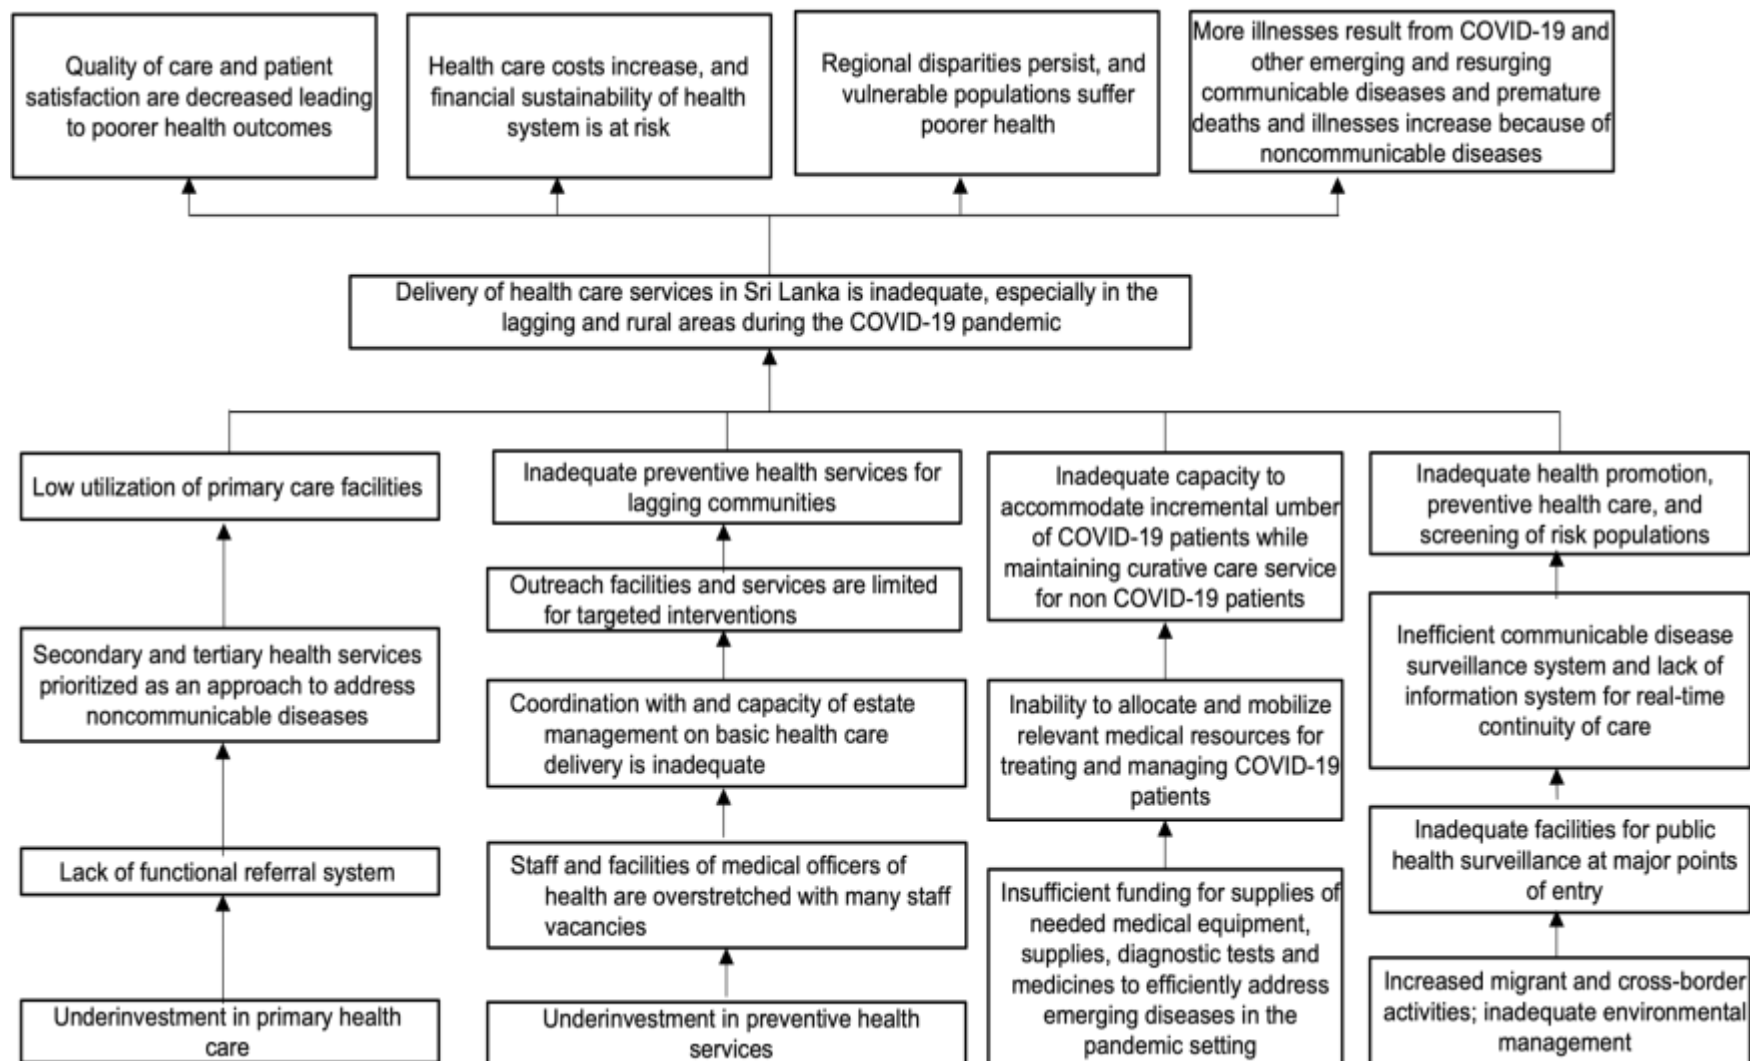 Quality of care and patient
satisfaction are decreased leading
to poorer health outcomes
Health care costs increase, and
financial sustainability of health
system is at risk
Regional disparities persist, and
vulnerable populations suffer
poorer health
More illnesses result from COVID-19 and
other emerging and resurging
communicable diseases and premature
deaths and illnesses increase because of
noncommunicable diseases
Delivery of health care services in Sri Lanka is inadequate, especially in the
lagging and rural areas during the COVID-19 pandemic
Low utilization of primary care facilities
Secondary and tertiary health services
prioritized as an approach to address
noncommunicable diseases
Lack of functional referral system
Underinvestment in primary health
care
Inadequate preventive health services for
lagging communities
Outreach facilities and services are limited
for targeted interventions
Coordination with and capacity of estate
management on basic health care
delivery is inadequate
Staff and facilities of medical officers of
health are overstretched with many staff
vacancies
Underinvestment in preventive health
services
Inadequate capacity to
accommodate incremental umber
of COVID-19 patients while
maintaining curative care service
for non COVID-19 patients
Inability to allocate and mobilize
relevant medical resources for
treating and managing COVID-19
patients
Insufficient funding for supplies of
needed medical equipment,
supplies, diagnostic tests and
medicines to efficiently address
emerging diseases in the
pandemic setting
Inadequate health promotion,
preventive health care, and
screening of risk populations
Inefficient communicable disease
surveillance system and lack of
information system for real-time
continuity of care
Inadequate facilities for public
health surveillance at major points
of entry
Increased migrant and cross-border
activities; inadequate environmental
management